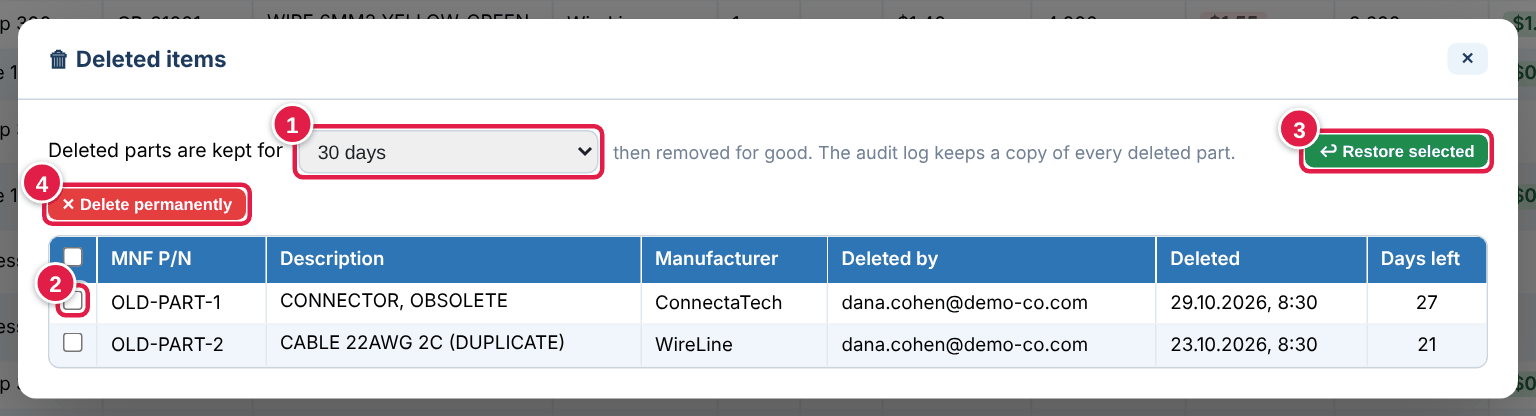 🗑 Deleted items ✕
1
3
Deleted parts are kept for 30 days then removed for good. The audit log keeps a copy of every deleted part. ↩ Restore selected
4
✕ Delete permanently
MNF P/N Description Manufacturer Deleted by Deleted Days left
2
OLD-PART-1 CONNECTOR, OBSOLETE ConnectaTech dana.cohen@demo-co.com 29.10.2026, 8:30 27
OLD-PART-2 CABLE 22AWG 2C (DUPLICATE) WireLine dana.cohen@demo-co.com 23.10.2026, 8:30 21